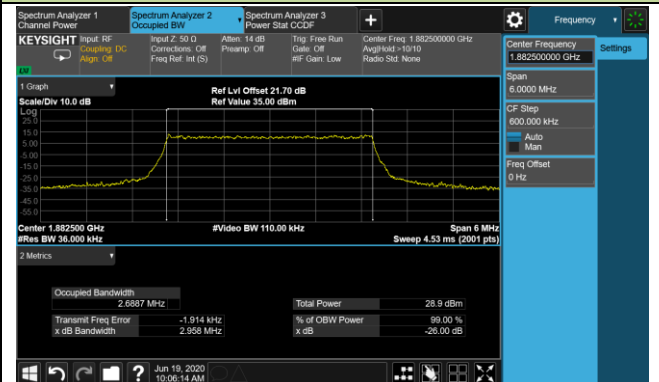 Spectrum Analyzer 1
Channel Power
Spectrum Analyzer 2
Occupied BW
Spectrum Analyzer 3
Power Stat CCDF
+
Frequency
KEYSIGHT
Input: RF
Coupling: DC
Align: Off
Input Z: 50 Ω
Corrections: Off
Freq Ref: Int (S)
Atten: 14 dB
Preamp: Off
Trig: Free Run
Gate: Off
#IF Gain: Low
Center Freq: 1.882500000 GHz
Avg|Hold:>10/10
Radio Std: None
Center Frequency
1.882500000 GHz
Settings
Span
6.0000 MHz
CF Step
600.000 kHz
Auto
Man
Freq Offset
0 Hz
1 Graph
Scale/Div 10.0 dB
Ref Lvl Offset 21.70 dB
Ref Value 35.00 dBm
Log
25.0
15.0
5.00
-5.00
-15.0
-25.0
-35.0
-45.0
-55.0
Center 1.882500 GHz
#Video BW 110.00 kHz
Span 6 MHz
#Res BW 36.000 kHz
Sweep 4.53 ms (2001 pts)
2 Metrics
Occupied Bandwidth
2.6887 MHz
Total Power 28.9 dBm
Transmit Freq Error -1.914 kHz
% of OBW Power 99.00 %
x dB Bandwidth 2.958 MHz
x dB -26.00 dB
?
Jun 19, 2020
10:06:14 AM